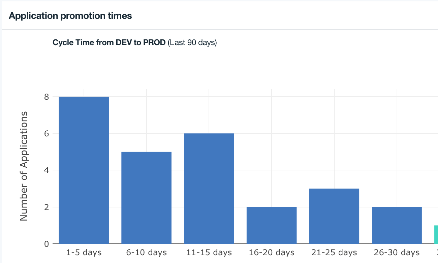 Application promotion times
Cycle Time from DEV to PROD (Last 90 days)
Number of Applications
8
6
4
2
0
1-5 days 6-10 days 11-15 days 16-20 days 21-25 days 26-30 days